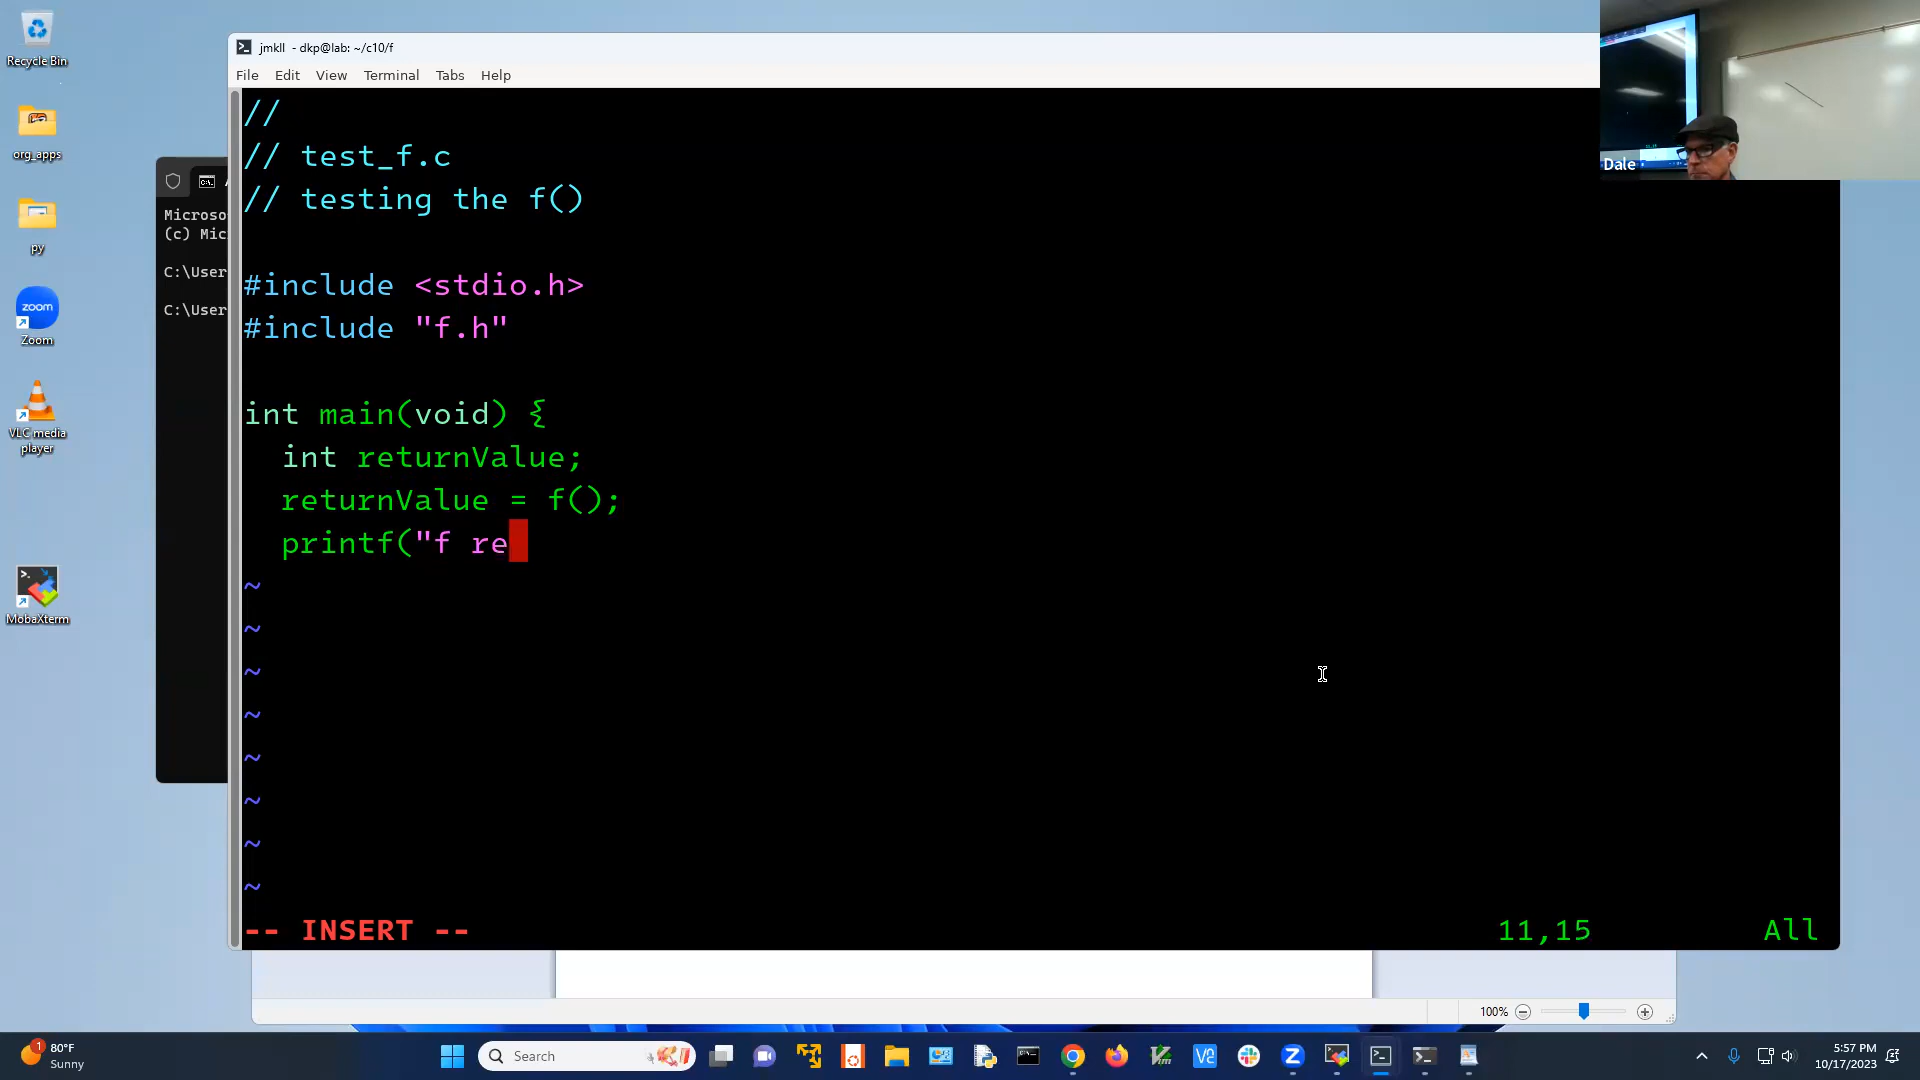 Recycle Bin
org_apps
py
zoom
Zoom
VLC media
player
MobaXterm
Microso
(c) Mic
C:\User
C:\User
jmkll - dkp@lab: ~/c10/f
File Edit View Terminal Tabs Help
//
// test_f.c
// testing the f()
#include <stdio.h>
#include "f.h"
int main(void) {
int returnValue;
returnValue = f();
printf("f re
~
~
~
~
~
~
~
~
-- INSERT -- 11,15 All
Dale
100%
80°F
Sunny
Search
5:57 PM
10/17/2023